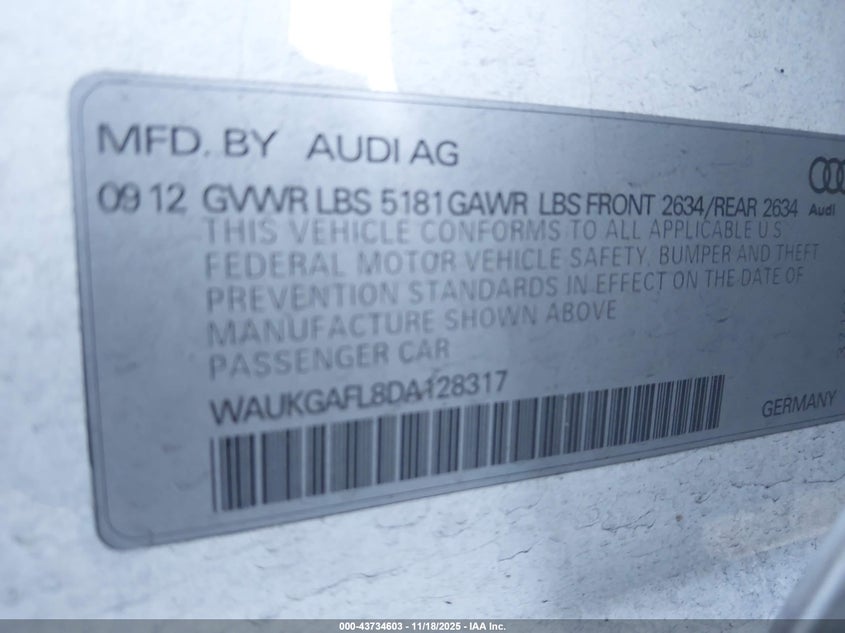 MFD. BY AUDI AG
09 12 GVWR LBS 5181 GAWR LBS FRONT 2634/REAR 2634
Audi
THIS VEHICLE CONFORMS TO ALL APPLICABLE U S
FEDERAL MOTOR VEHICLE SAFETY, BUMPER AND THEFT
PREVENTION STANDARDS IN EFFECT ON THE DATE OF
MANUFACTURE SHOWN ABOVE
PASSENGER CAR
WAUKGAFL8DA128317
GERMANY
000-43734603 — 11/18/2025 — IAA Inc.